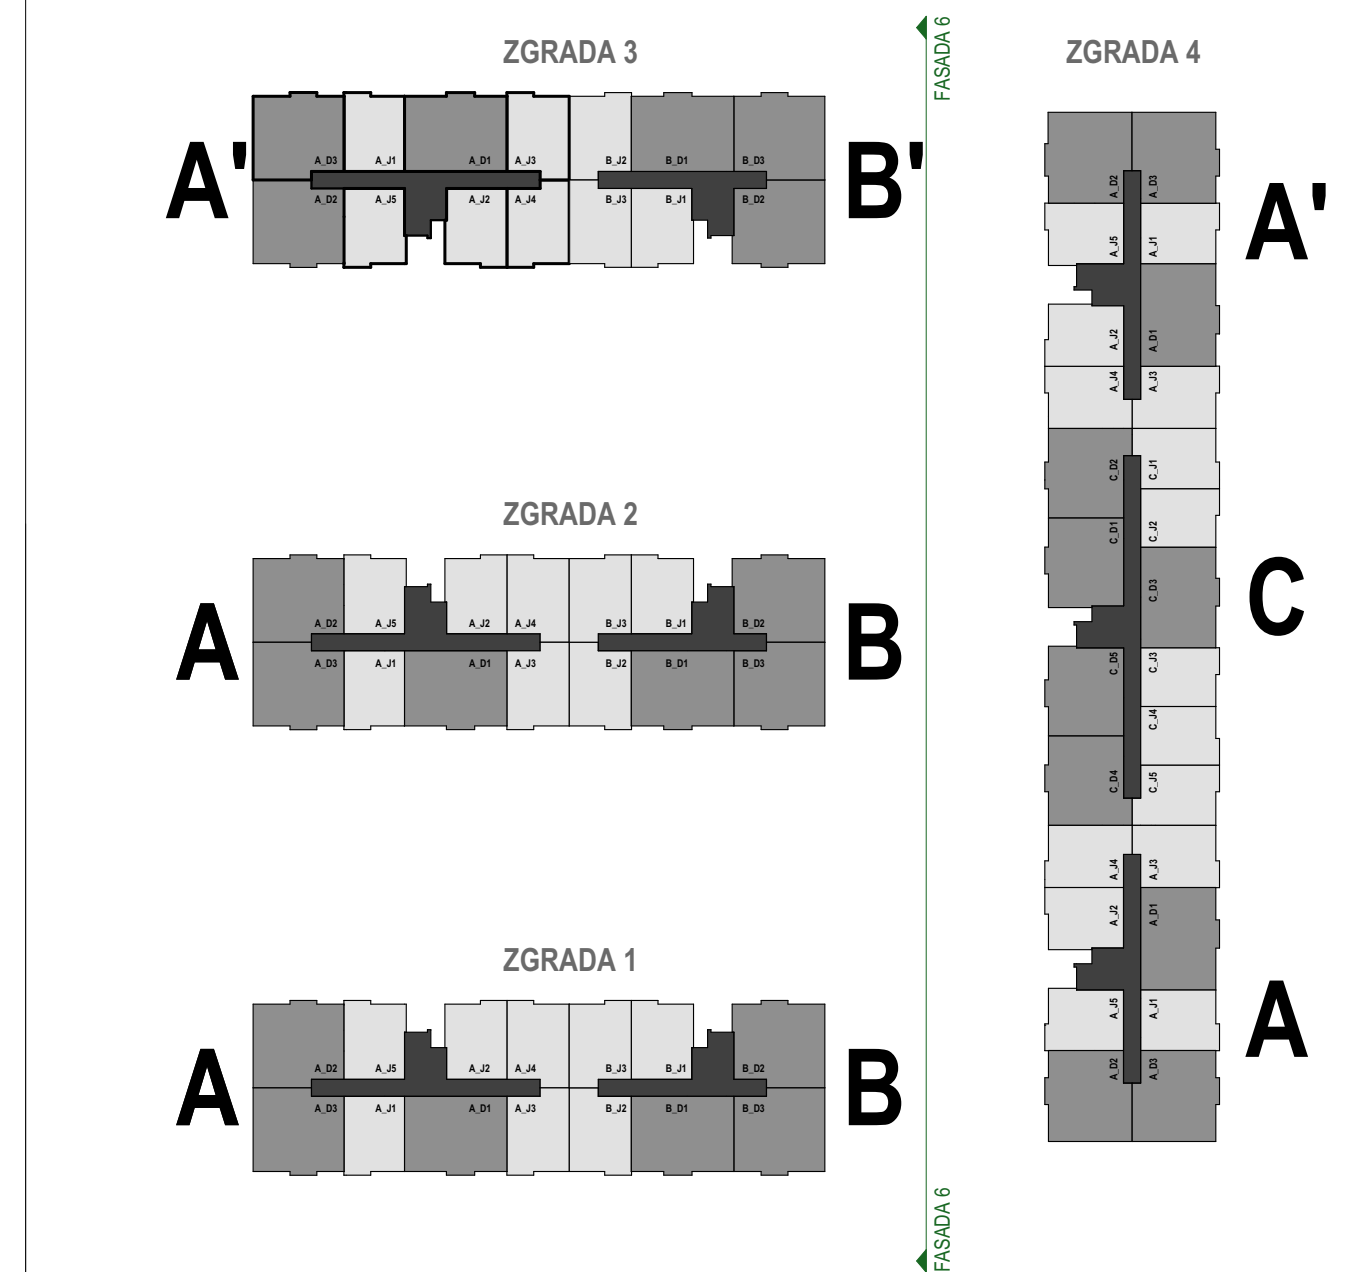 ZGRADA 3
A'
A_D3 A_J1 A_D1 A_J3 B_J2 B_D1 B_D3
A_D2 A_J5 A_J2 A_J4 B_J3 B_J1 B_D2
B'
ZGRADA 2
A
A_D2 A_J5 A_J2 A_J4 B_J3 B_J1 B_D2
A_D3 A_J1 A_D1 A_J3 B_J2 B_D1 B_D3
B
ZGRADA 1
A
A_D2 A_J5 A_J2 A_J4 B_J3 B_J1 B_D2
A_D3 A_J1 A_D1 A_J3 B_J2 B_D1 B_D3
B
FASADA 6
FASADA 6
ZGRADA 4
A_D2 A_D3
A_J5 A_J1
A'
A_J2 A_D1
A_J4 A_J3
C_D2 C_J1
C_D1 C_J2
C_D3
C
C_D5 C_J3
C_J4
C_D4 C_J5
A_J4 A_J3
A_J2 A_D1
A_J5 A_J1
A
A_D2 A_D3